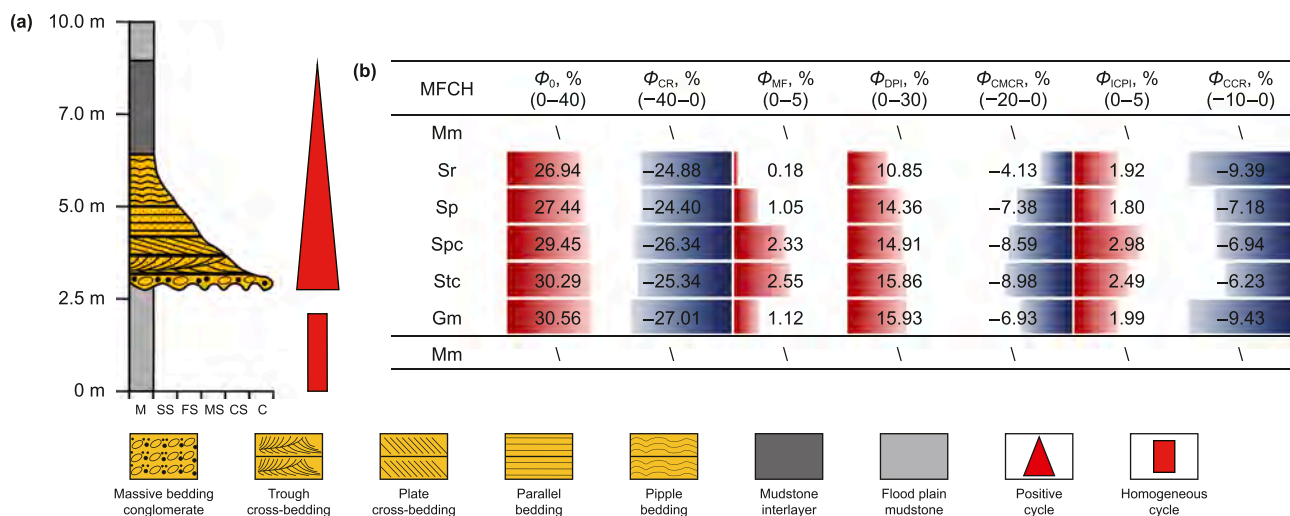 (a)
10.0 m
7.0 m
5.0 m
2.5 m
0 m
M SS FS MS CS C
(b)
MFCH Φ0, % (0–40) ΦCR, % (−40–0) ΦMF, % (0–5) ΦDPI, % (0–30) ΦCMCR, % (−20–0) ΦICPI, % (0–5) ΦCCR, % (−10–0)
Mm \ \ \ \ \ \ \
Sr 26.94 −24.88 0.18 10.85 −4.13 1.92 −9.39
Sp 27.44 −24.40 1.05 14.36 −7.38 1.80 −7.18
Spc 29.45 −26.34 2.33 14.91 −8.59 2.98 −6.94
Stc 30.29 −25.34 2.55 15.86 −8.98 2.49 −6.23
Gm 30.56 −27.01 1.12 15.93 −6.93 1.99 −9.43
Mm \ \ \ \ \ \ \
Massive bedding
conglomerate
Trough
cross-bedding
Plate
cross-bedding
Parallel
bedding
Pipple
bedding
Mudstone
interlayer
Flood plain
mudstone
Positive
cycle
Homogeneous
cycle